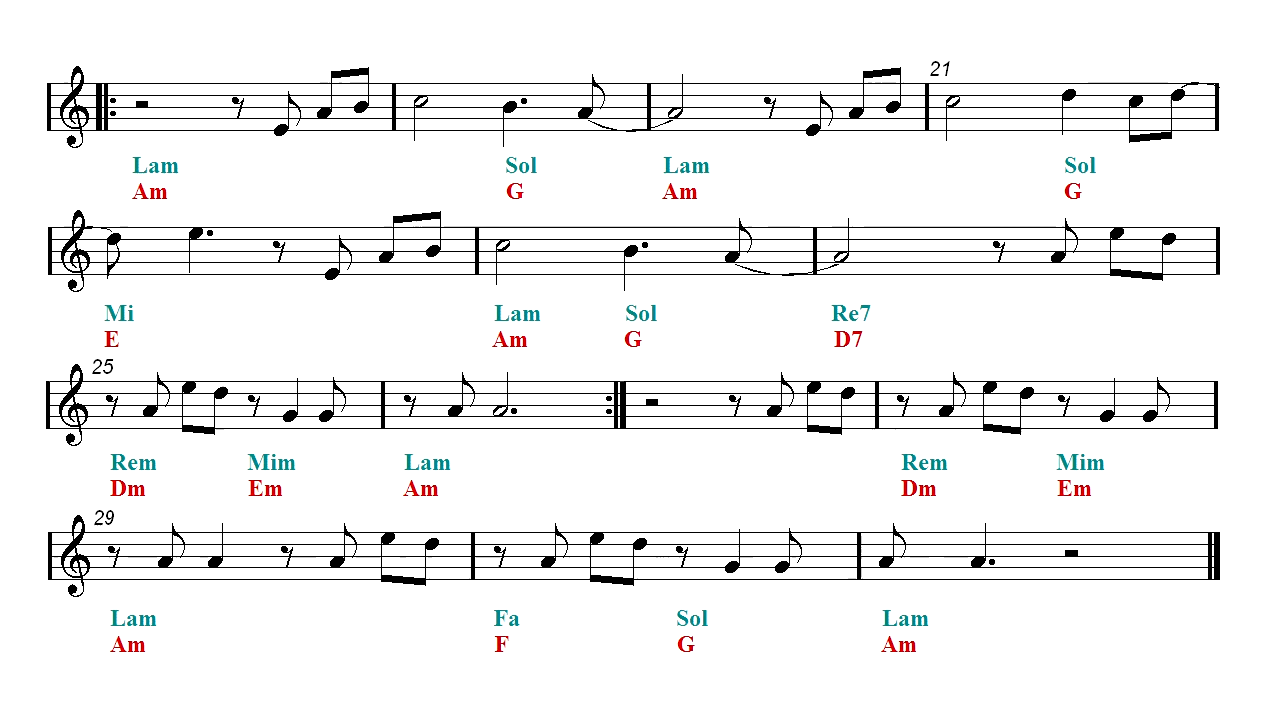 21
Lam Sol Lam Sol
Am G Am G
Mi Lam Sol Re7
E Am G D7
25
Rem Mim Lam Rem Mim
Dm Em Am Dm Em
29
Lam Fa Sol Lam
Am F G Am